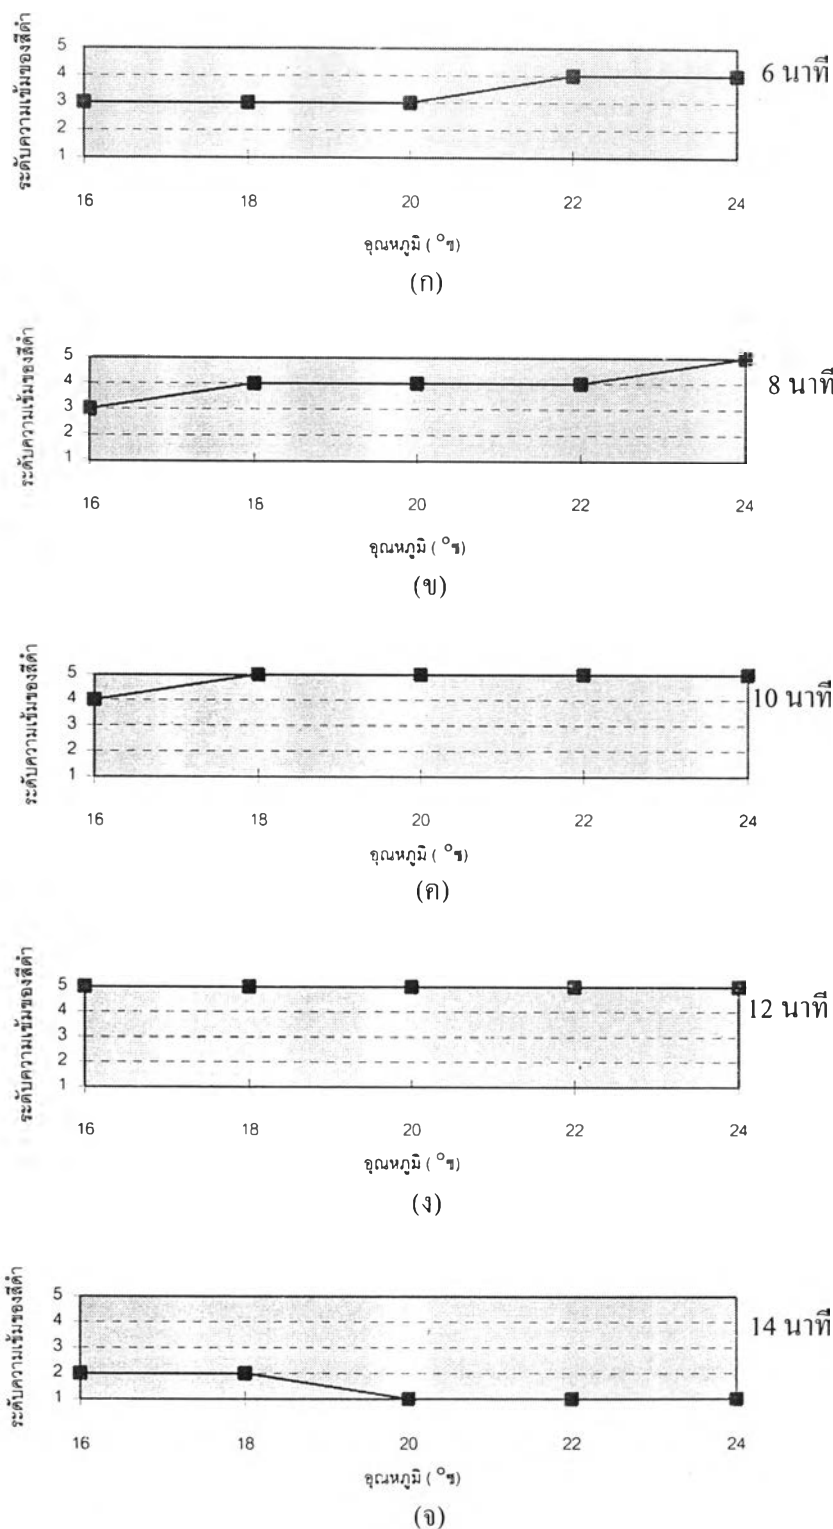 ระดับความเข้มของสีดำ
5
4
3
2
1
6 นาที
16 18 20 22 24
อุณหภูมิ ( °ซ)
(ก)
ระดับความเข้มของสีดำ
5
4
3
2
1
8 นาที
16 18 20 22 24
อุณหภูมิ ( °ซ)
(ข)
ระดับความเข้มของสีดำ
5
4
3
2
1
10 นาที
16 18 20 22 24
อุณหภูมิ ( °ซ)
(ค)
ระดับความเข้มของสีดำ
5
4
3
2
1
12 นาที
16 18 20 22 24
อุณหภูมิ ( °ซ)
(ง)
ระดับความเข้มของสีดำ
5
4
3
2
1
14 นาที
16 18 20 22 24
อุณหภูมิ ( °ซ)
(จ)